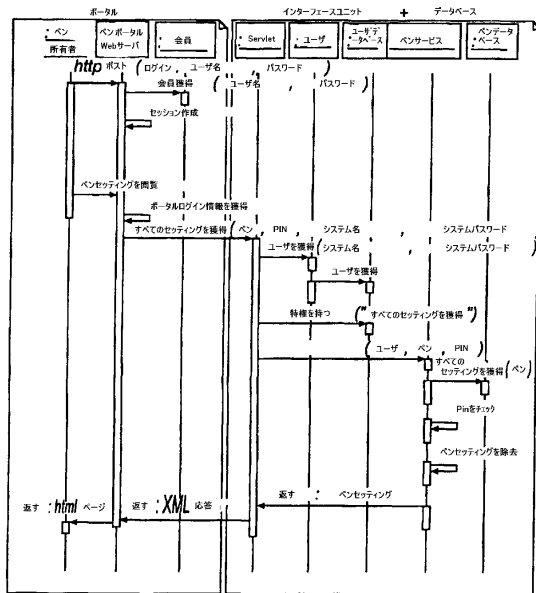 ポータル
インターフェースユニット + データベース
:ペン
所有者
ペンポータル
Webサーバ
:会員
:Servlet
:ユーザ
ユーザデ
ータベース
ペンサービス
ペンデータ
ベース
httpポスト (ログイン, ユーザ名, パスワード)
会員獲得 (ユーザ名, パスワード)
セッション作成
ペンセッティングを閲覧
ポータルログイン情報を獲得
すべてのセッティングを獲得(ペン, PIN, システム名, システムパスワード
ユーザを獲得(システム名, システムパスワード)
ユーザを獲得
特権を持つ ("すべてのセッティングを獲得")
(ユーザ, ペン, PIN)
すべての
セッティングを獲得(ペン)
Pinをチェック
ペンセッティングを除去
返す : ペンセッティング
返す :XML 応答
返す :html ページ